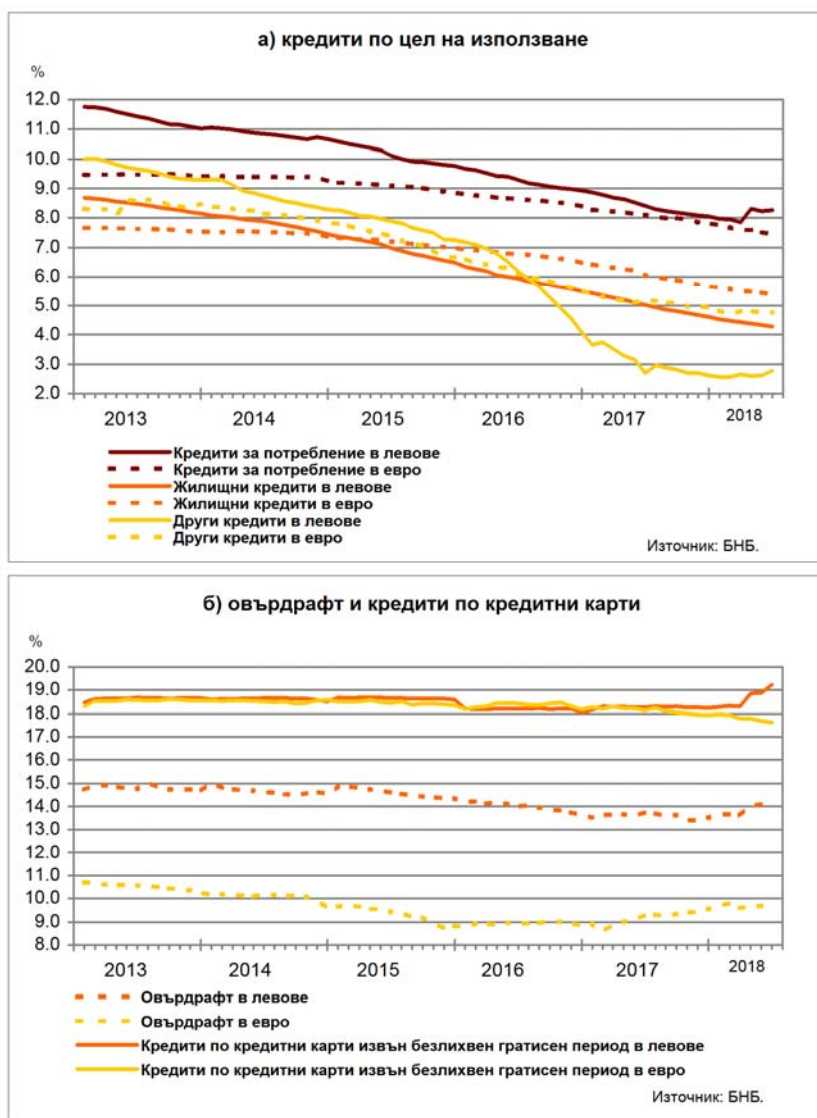 а) кредити по цел на използване
%
12.0
11.0
10.0
9.0
8.0
7.0
6.0
5.0
4.0
3.0
2.0
2013 2014 2015 2016 2017 2018
Кредити за потребление в левове
Кредити за потребление в евро
Жилищни кредити в левове
Жилищни кредити в евро
Други кредити в левове
Други кредити в евро
Източник: БНБ.
б) овърдрафт и кредити по кредитни карти
%
20.0
19.0
18.0
17.0
16.0
15.0
14.0
13.0
12.0
11.0
10.0
9.0
8.0
2013 2014 2015 2016 2017 2018
Овърдрафт в левове
Овърдрафт в евро
Кредити по кредитни карти извън безлихвен гратисен период в левове
Кредити по кредитни карти извън безлихвен гратисен период в евро
Източник: БНБ.